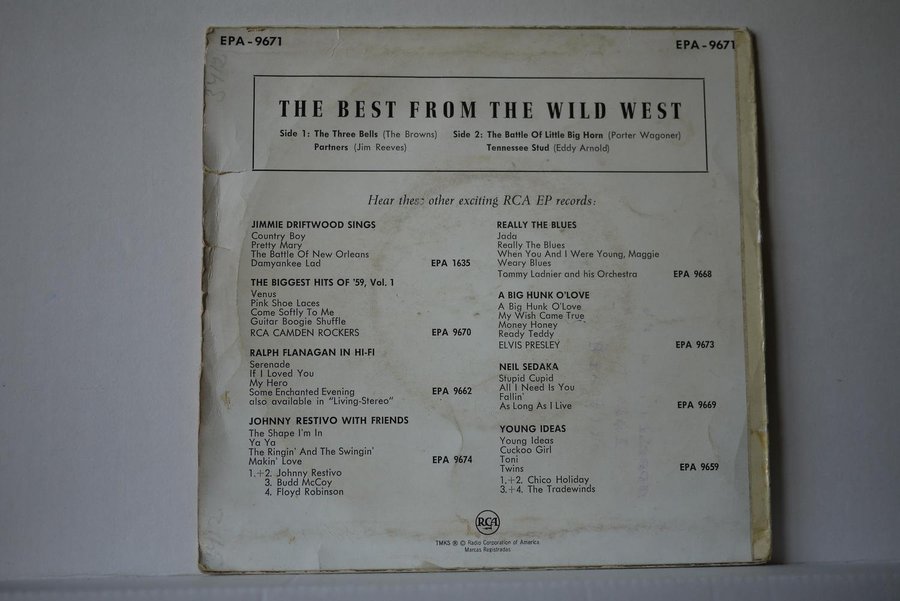 EPA-9671
EPA-9671
THE BEST FROM THE WILD WEST
Side 1: The Three Bells (The Browns)
Partners (Jim Reeves)
Side 2: The Battle Of Little Big Horn (Porter Wagoner)
Tennessee Stud (Eddy Arnold)
Hear these other exciting RCA EP records:
JIMMIE DRIFTWOOD SINGS
Country Boy
Pretty Mary
The Battle Of New Orleans
Damyankee Lad EPA 1635
THE BIGGEST HITS OF '59, Vol. 1
Venus
Pink Shoe Laces
Come Softly To Me
Guitar Boogie Shuffle
RCA CAMDEN ROCKERS EPA 9670
RALPH FLANAGAN IN HI-FI
Serenade
If I Loved You
My Hero
Some Enchanted Evening EPA 9662
also available in "Living-Stereo"
JOHNNY RESTIVO WITH FRIENDS
The Shape I'm In
Ya Ya
The Ringin' And The Swingin'
Makin' Love EPA 9674
1.+2. Johnny Restivo
3. Budd McCoy
4. Floyd Robinson
REALLY THE BLUES
Jada
Really The Blues
When You And I Were Young, Maggie
Weary Blues
Tommy Ladnier and his Orchestra EPA 9668
A BIG HUNK O'LOVE
A Big Hunk O'Love
My Wish Came True
Money Honey
Ready Teddy
ELVIS PRESLEY EPA 9673
NEIL SEDAKA
Stupid Cupid
All I Need Is You
Fallin'
As Long As I Live EPA 9669
YOUNG IDEAS
Young Ideas
Cuckoo Girl
Toni
Twins EPA 9659
1.+2. Chico Holiday
3.+4. The Tradewinds
RCA
TMKS ® © Radio Corporation of America
Marcas Registradas